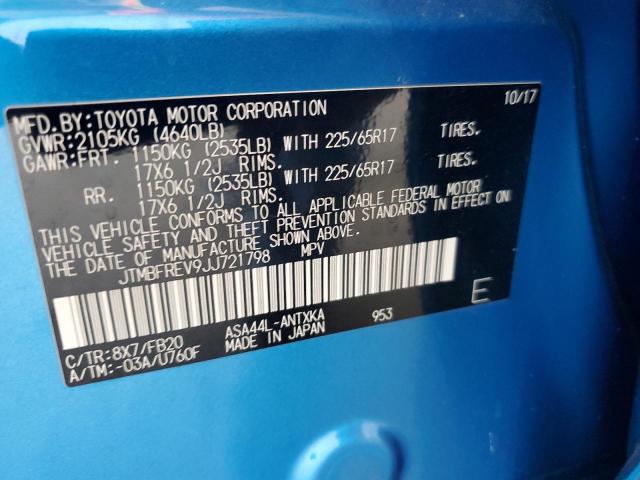 MFD.BY:TOYOTA MOTOR CORPORATION 10/17
GVWR:2105KG (4640LB)
GAWR:FRT. 1150KG (2535LB) WITH 225/65R17 TIRES.
17X6 1/2J RIMS.
RR. 1150KG (2535LB) WITH 225/65R17 TIRES.
17X6 1/2J RIMS.
THIS VEHICLE CONFORMS TO ALL APPLICABLE FEDERAL MOTOR
VEHICLE SAFETY AND THEFT PREVENTION STANDARDS IN EFFECT ON
THE DATE OF MANUFACTURE SHOWN ABOVE.
JTMBFREV9JJ721798 MPV
E
C/TR:8X7/FB20 ASA44L-ANTXKA 953
A/TM:-03A/U760F MADE IN JAPAN